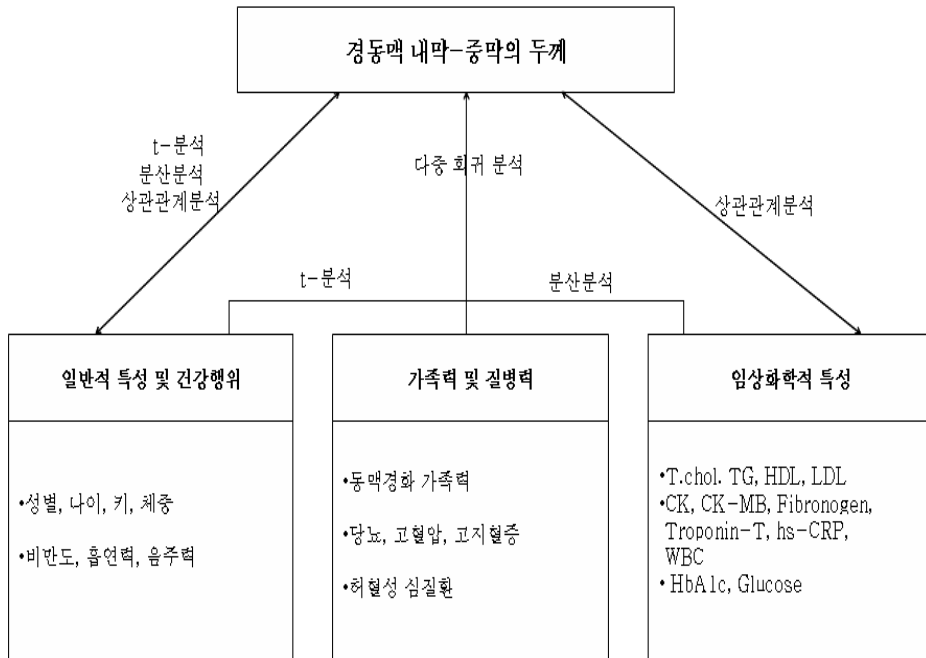 경동맥 내막-중막의 두께
t-분석
분산분석
상관관계분석
다중 회귀 분석
상관관계분석
t-분석
분산분석
일반적 특성 및 건강행위
•성별, 나이, 키, 체중
•비만도, 흡연력, 음주력
가족력 및 질병력
•동맥경화 가족력
•당뇨, 고혈압, 고지혈증
•허혈성 심질환
임상화학적 특성
•T.chol. TG, HDL, LDL
•CK, CK-MB, Fibronogen,
Troponin-T, hs-CRP,
WBC
• HbA1c, Glucose